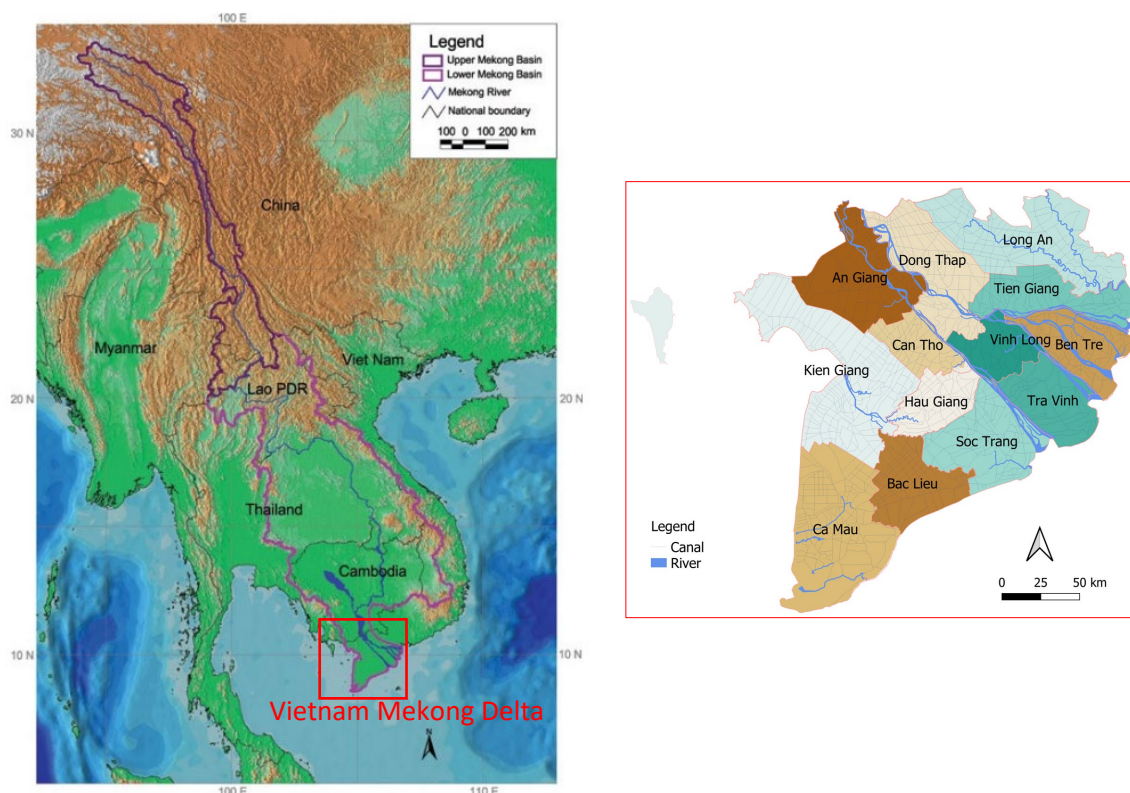 100 E
Legend
Upper Mekong Basin
Lower Mekong Basin
Mekong River
National boundary
100 0 100 200 km
30 N
China
Myanmar
Viet Nam
Lao PDR
20 N
20 N
Thailand
Cambodia
10 N
10 N
Vietnam Mekong Delta
N
100 E
110 E
Long An
Dong Thap
An Giang
Tien Giang
Can Tho
Vinh Long
Ben Tre
Kien Giang
Hau Giang
Tra Vinh
Soc Trang
Bac Lieu
Ca Mau
Legend
Canal
River
0 25 50 km